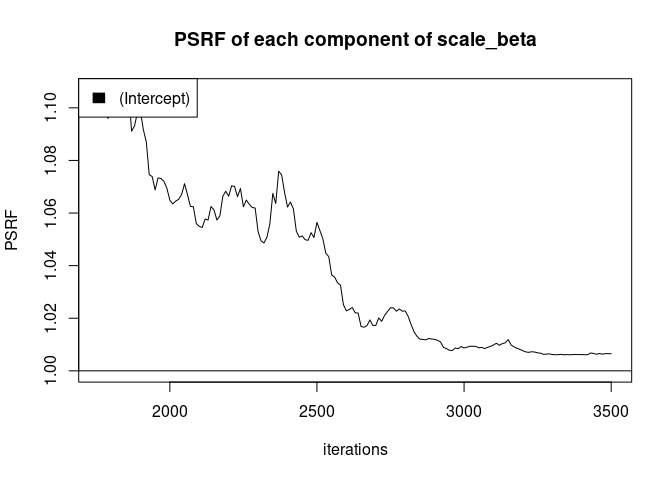 PSRF of each component of scale_beta
(Intercept)
PSRF
1.10
1.08
1.06
1.04
1.02
1.00
2000 2500 3000 3500
iterations